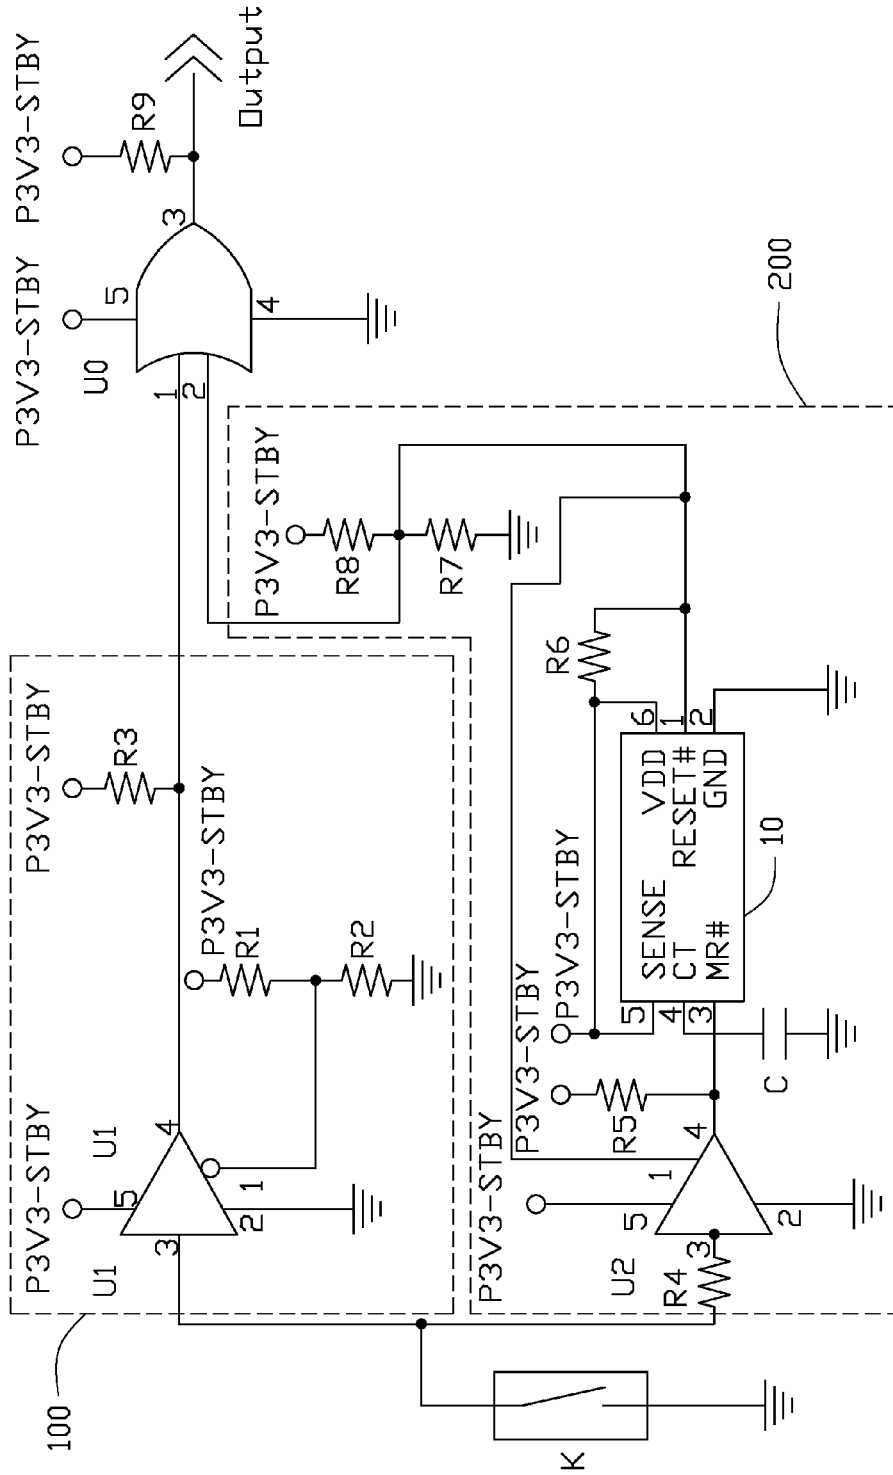 P3V3-STBY
P3V3-STBY
R9
Output
U0
5
3
4
1
2
200
100
P3V3-STBY
R3
P3V3-STBY
R1
R2
P3V3-STBY
U1
U1
5
4
3
1
2
P3V3-STBY
R8
R7
R6
P3V3-STBY
P3V3-STBY
P3V3-STBY
R5
R4
U2
5
1
4
3
2
SENSE
CT
MR#
VDD
RESET#
GND
5
4
3
6
1
2
10
C
K